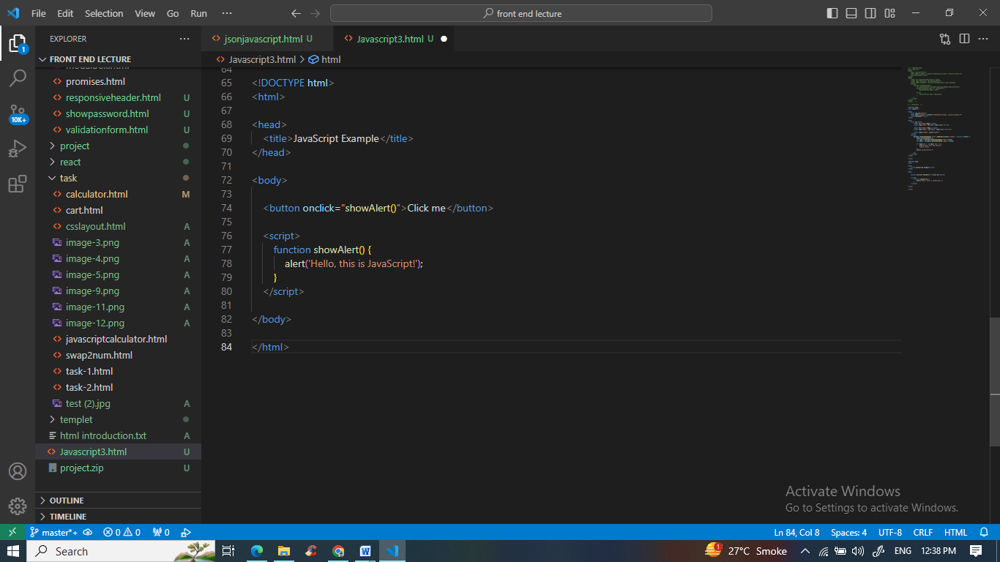 File Edit Selection View Go Run ··· front end lecture
EXPLORER ···
FRONT END LECTURE
promises.html
responsiveheader.html U
showpassword.html U
validationform.html U
project
react
task
calculator.html M
cart.html
csslayout.html A
image-3.png A
image-4.png A
image-5.png A
image-9.png A
image-11.png A
image-12.png A
javascriptcalculator.html
swap2num.html
task-1.html
task-2.html
test (2).jpg A
templet
html introduction.txt A
Javascript3.html U
project.zip U
OUTLINE
TIMELINE
1
10K+
jsonjavascript.html U Javascript3.html U
Javascript3.html > html
64
65 <!DOCTYPE html>
66 <html>
67
68 <head>
69 <title>JavaScript Example</title>
70 </head>
71
72 <body>
73
74 <button onclick="showAlert()">Click me</button>
75
76 <script>
77 function showAlert() {
78 alert('Hello, this is JavaScript!');
79 }
80 </script>
81
82 </body>
83
84 </html>
Activate Windows
Go to Settings to activate Windows.
master*+ 0 0 0 Ln 84, Col 8 Spaces: 4 UTF-8 CRLF HTML
Search 1 27°C Smoke ENG 12:38 PM